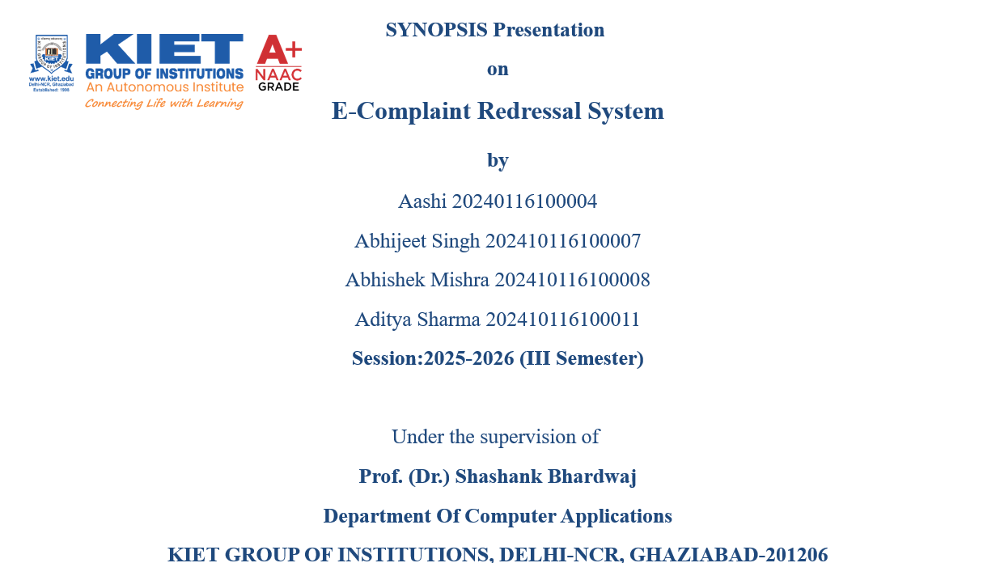 SYNOPSIS Presentation
on
E-Complaint Redressal System
by
Aashi 20240116100004
Abhijeet Singh 202410116100007
Abhishek Mishra 202410116100008
Aditya Sharma 202410116100011
Session:2025-2026 (III Semester)
Under the supervision of
Prof. (Dr.) Shashank Bhardwaj
Department Of Computer Applications
KIET GROUP OF INSTITUTIONS, DELHI-NCR, GHAZIABAD-201206
KIET
www.kiet.edu
Delhi-NCR, Ghaziabad
Established: 1998
KIET
GROUP OF INSTITUTIONS
An Autonomous Institute
Connecting Life with Learning
A+
NAAC
GRADE